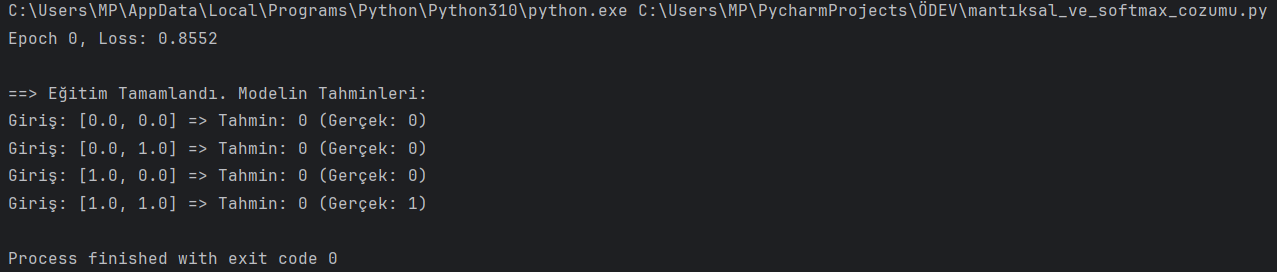 C:\Users\MP\AppData\Local\Programs\Python\Python310\python.exe C:\Users\MP\PycharmProjects\ÖDEV\mantıksal_ve_softmax_cozumu.py
Epoch 0, Loss: 0.8552
==> Eğitim Tamamlandı. Modelin Tahminleri:
Giriş: [0.0, 0.0] => Tahmin: 0 (Gerçek: 0)
Giriş: [0.0, 1.0] => Tahmin: 0 (Gerçek: 0)
Giriş: [1.0, 0.0] => Tahmin: 0 (Gerçek: 0)
Giriş: [1.0, 1.0] => Tahmin: 0 (Gerçek: 1)
Process finished with exit code 0